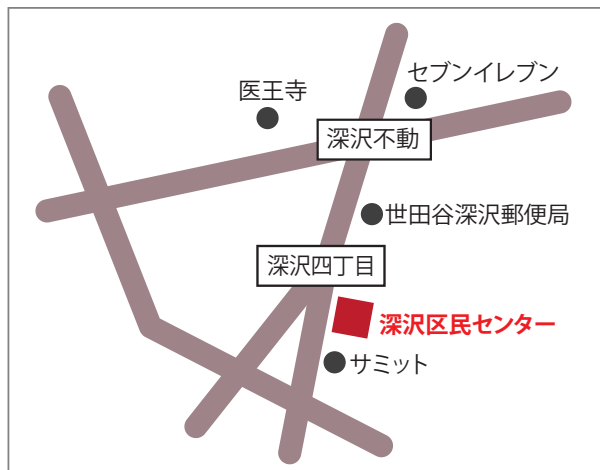 セブンイレブン
医王寺
深沢不動
世田谷深沢郵便局
深沢四丁目
深沢区民センター
サミット